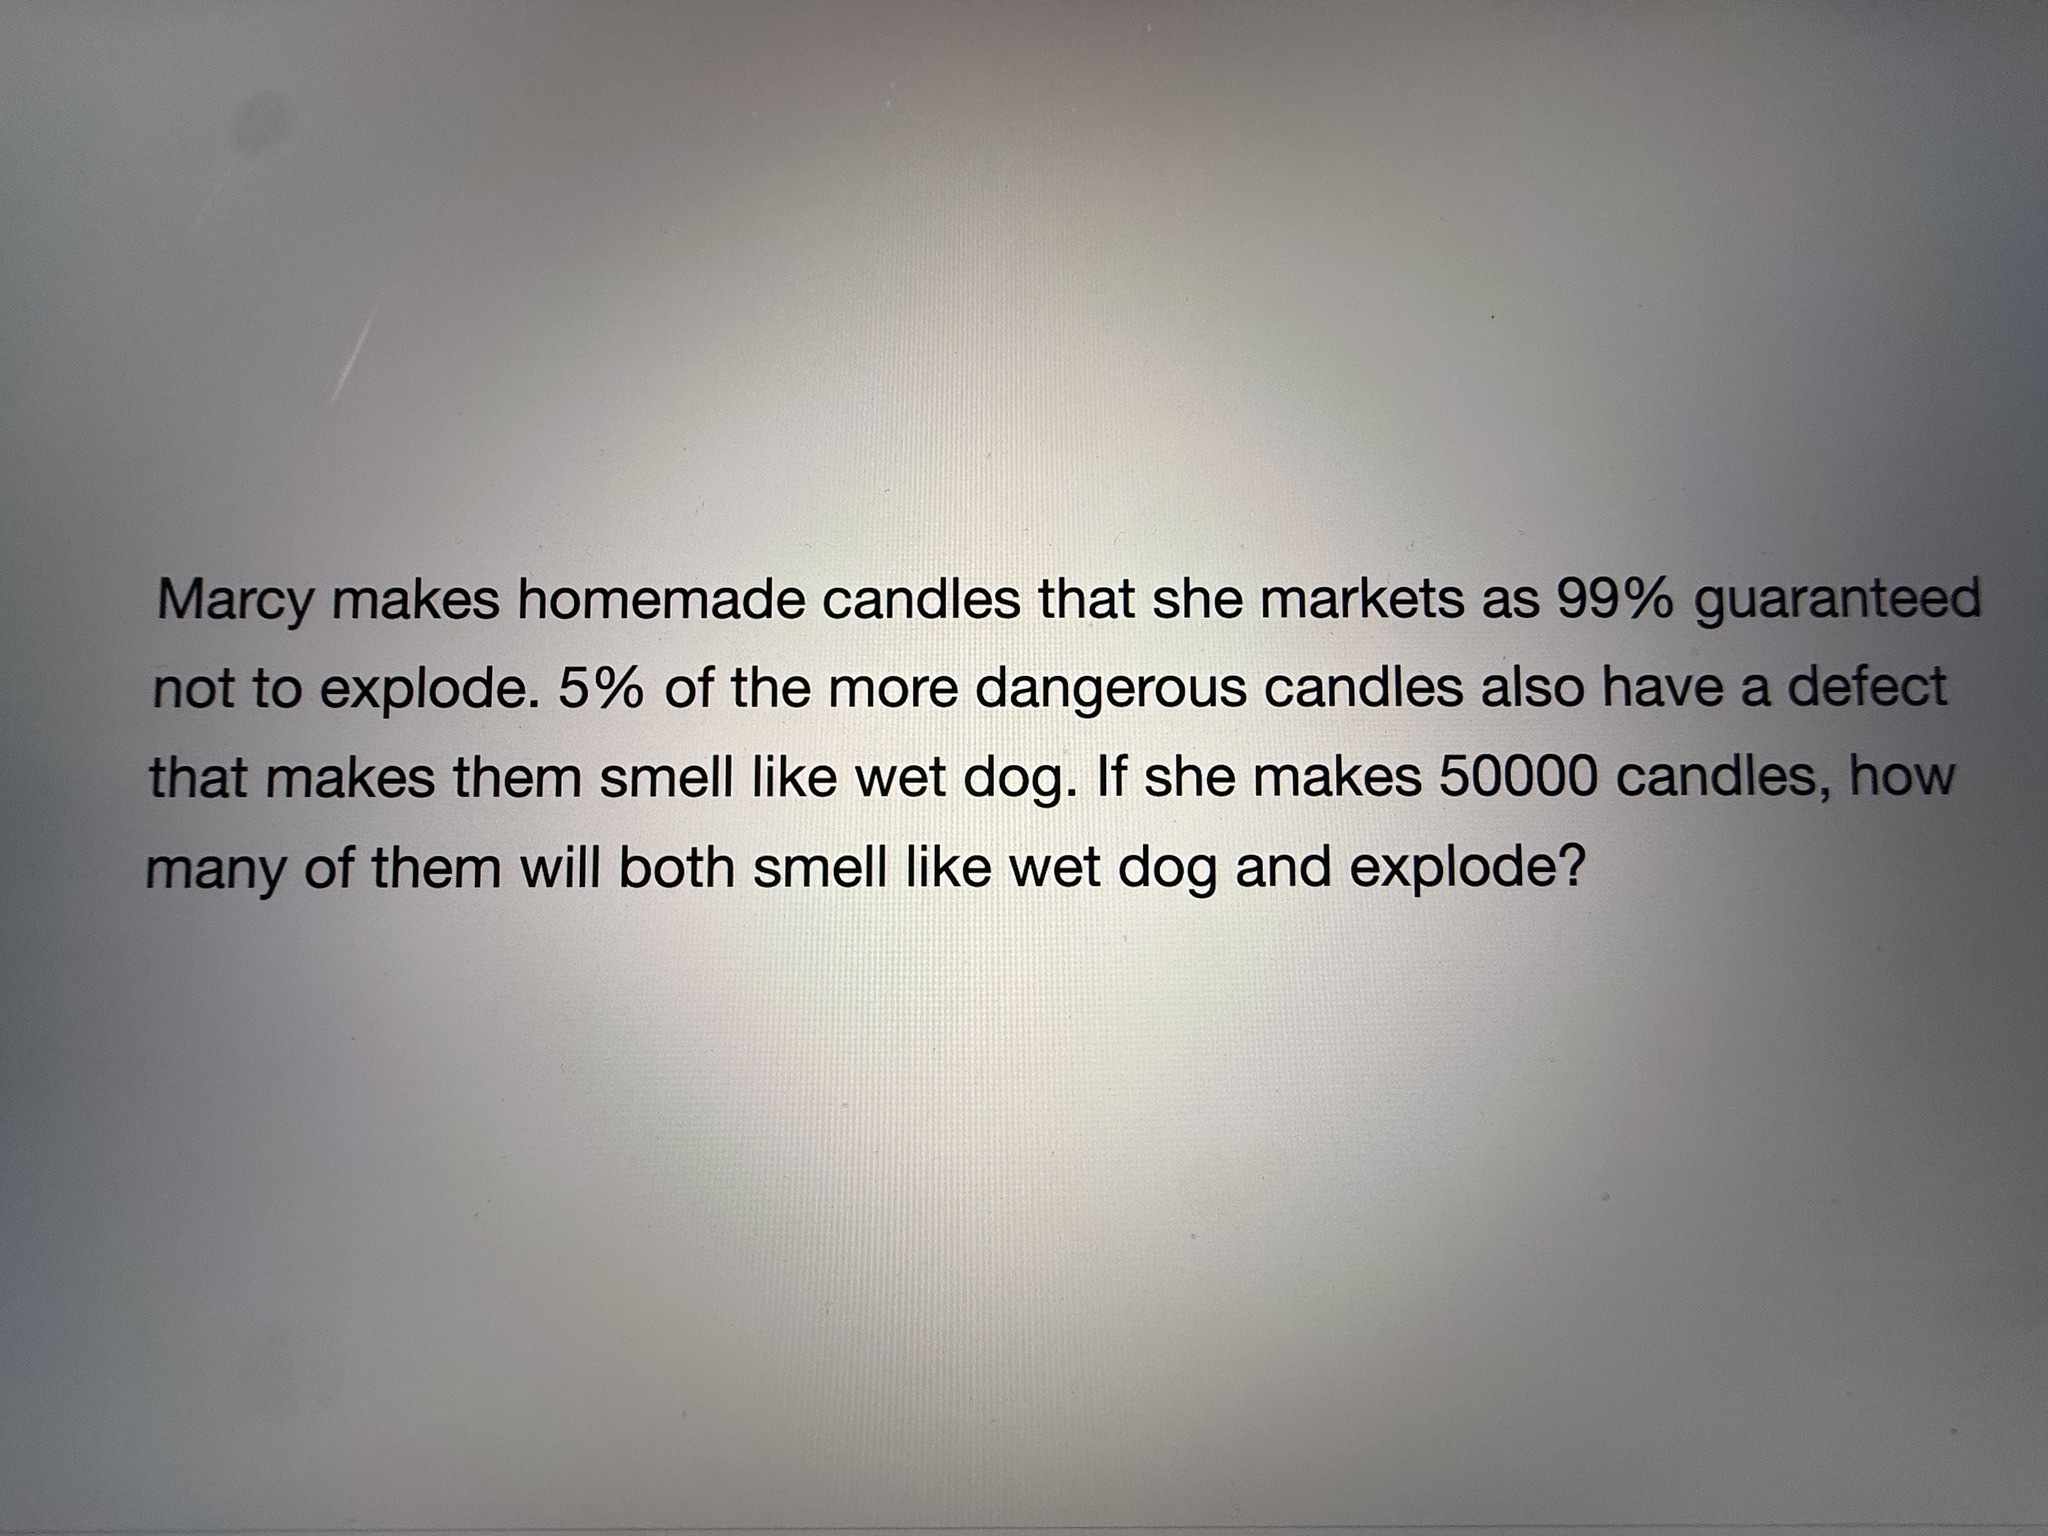 Marcy makes homemade candles that she markets as 99% guaranteed
not to explode. 5% of the more dangerous candles also have a defect
that makes them smell like wet dog. If she makes 50000 candles, how
many of them will both smell like wet dog and explode?